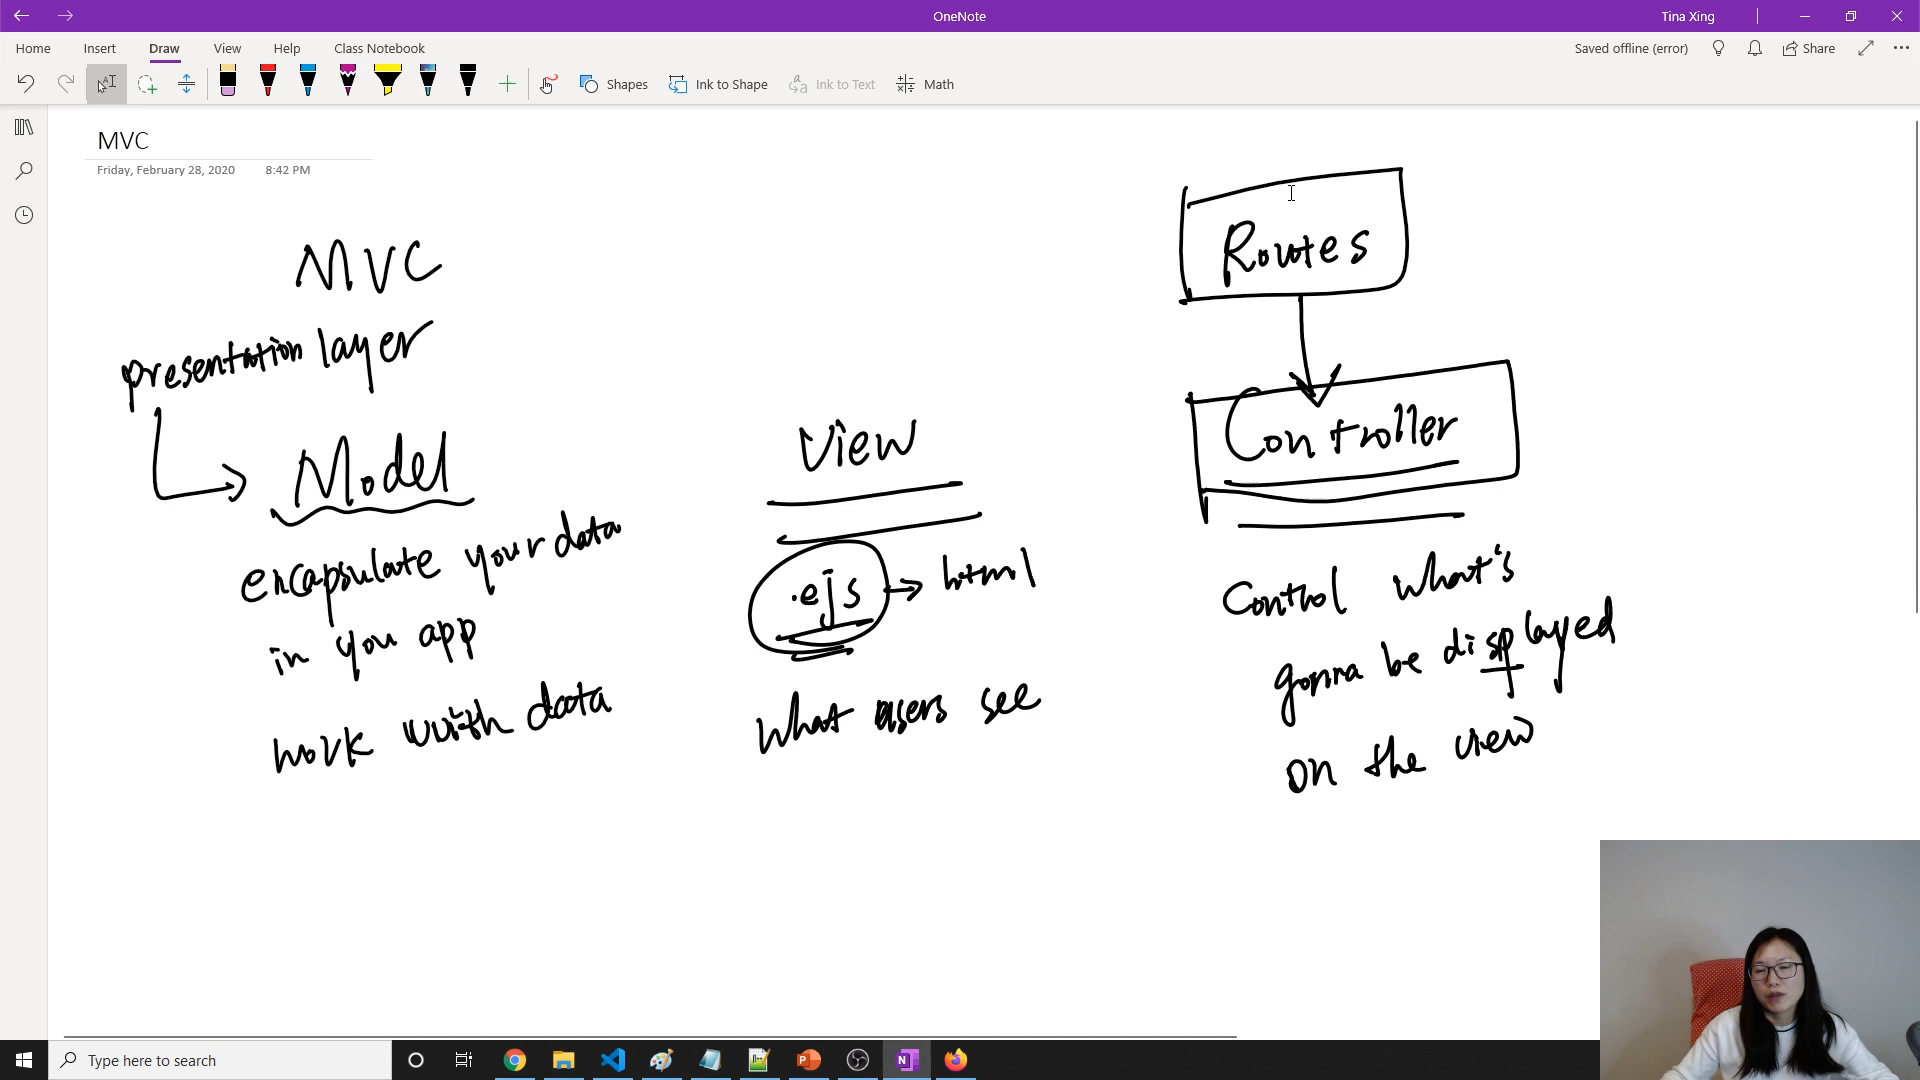 OneNote
Tina Xing
Home Insert Draw View Help Class Notebook
Saved offline (error)
Share
Shapes
Ink to Shape
Ink to Text
Math
MVC
Friday, February 28, 2020 8:42 PM
MVC
presentation layer
Model
encapsulate your data
in you app
work with data
View
.ejs → html
What users see
Routes
Controller
Control what's
gonna be displayed
on the view
Type here to search